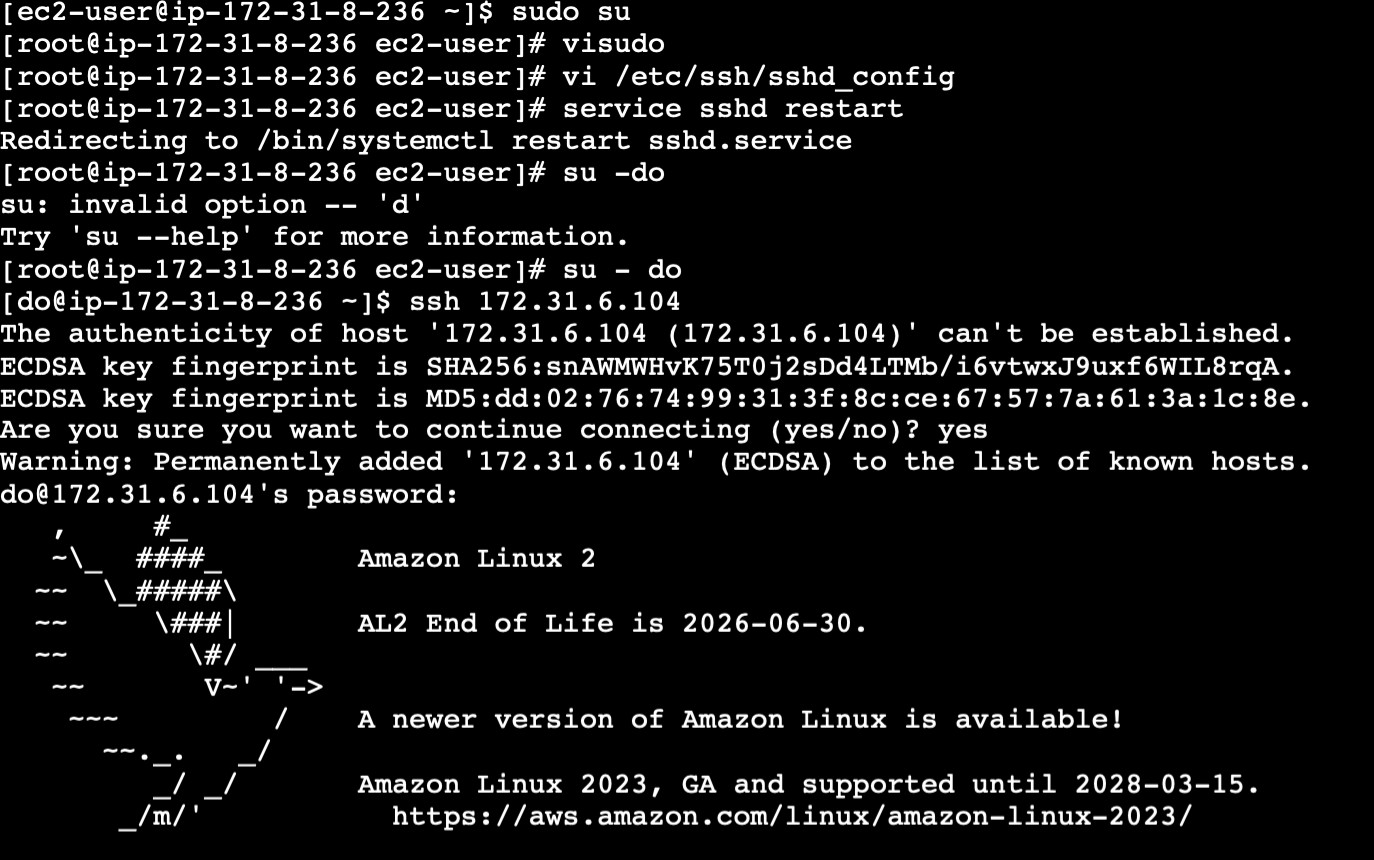 [ec2-user@ip-172-31-8-236 ~]$ sudo su
[root@ip-172-31-8-236 ec2-user]# visudo
[root@ip-172-31-8-236 ec2-user]# vi /etc/ssh/sshd_config
[root@ip-172-31-8-236 ec2-user]# service sshd restart
Redirecting to /bin/systemctl restart sshd.service
[root@ip-172-31-8-236 ec2-user]# su -do
su: invalid option -- 'd'
Try 'su --help' for more information.
[root@ip-172-31-8-236 ec2-user]# su - do
[do@ip-172-31-8-236 ~]$ ssh 172.31.6.104
The authenticity of host '172.31.6.104 (172.31.6.104)' can't be established.
ECDSA key fingerprint is SHA256:snAWMWHvK75T0j2sDd4LTMb/i6vtwxJ9uxf6WIL8rqA.
ECDSA key fingerprint is MD5:dd:02:76:74:99:31:3f:8c:ce:67:57:7a:61:3a:1c:8e.
Are you sure you want to continue connecting (yes/no)? yes
Warning: Permanently added '172.31.6.104' (ECDSA) to the list of known hosts.
do@172.31.6.104's password:
   ,     #_
   ~\_  ####_        Amazon Linux 2
  ~~  \_#####\
  ~~     \###|       AL2 End of Life is 2026-06-30.
  ~~       \#/ ___
   ~~       V~' '->
    ~~~         /    A newer version of Amazon Linux is available!
      ~~._.   _/
         _/ _/       Amazon Linux 2023, GA and supported until 2028-03-15.
       _/m/'           https://aws.amazon.com/linux/amazon-linux-2023/